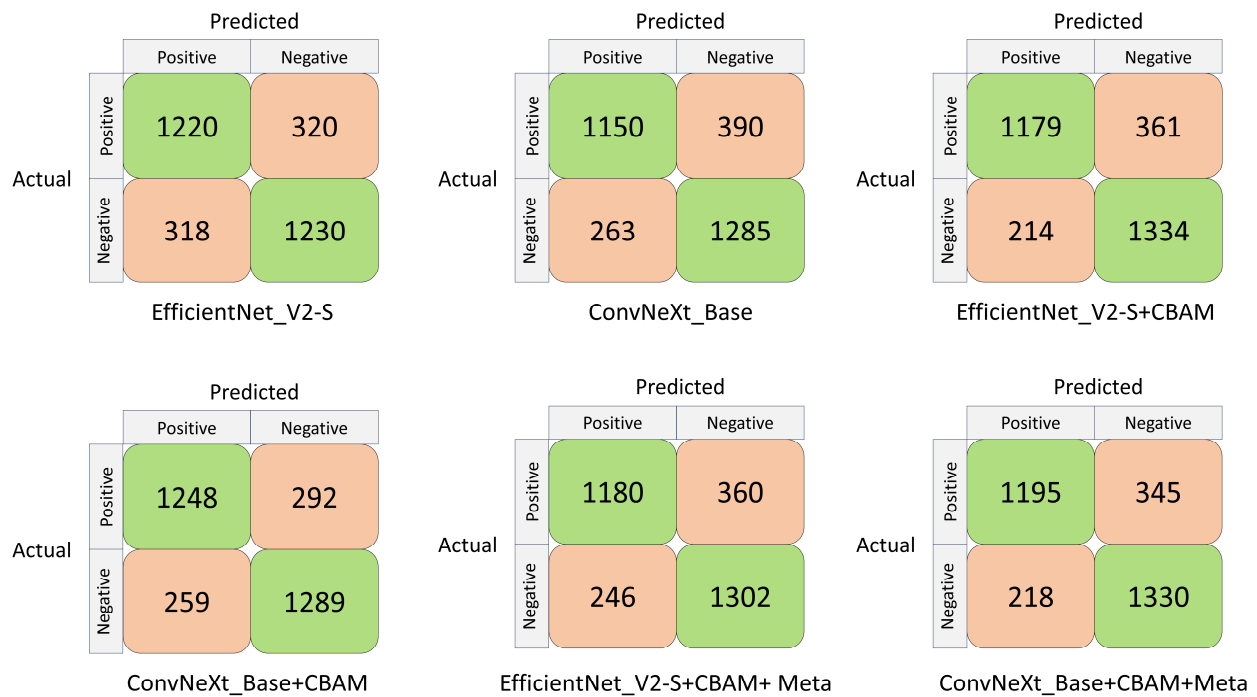 Predicted
Positive Negative
Actual
Positive
1220 320
Negative
318 1230
EfficientNet_V2-S
Predicted
Positive Negative
Actual
Positive
1150 390
Negative
263 1285
ConvNeXt_Base
Predicted
Positive Negative
Actual
Positive
1179 361
Negative
214 1334
EfficientNet_V2-S+CBAM
Predicted
Positive Negative
Actual
Positive
1248 292
Negative
259 1289
ConvNeXt_Base+CBAM
Predicted
Positive Negative
Actual
Positive
1180 360
Negative
246 1302
EfficientNet_V2-S+CBAM+ Meta
Predicted
Positive Negative
Actual
Positive
1195 345
Negative
218 1330
ConvNeXt_Base+CBAM+Meta